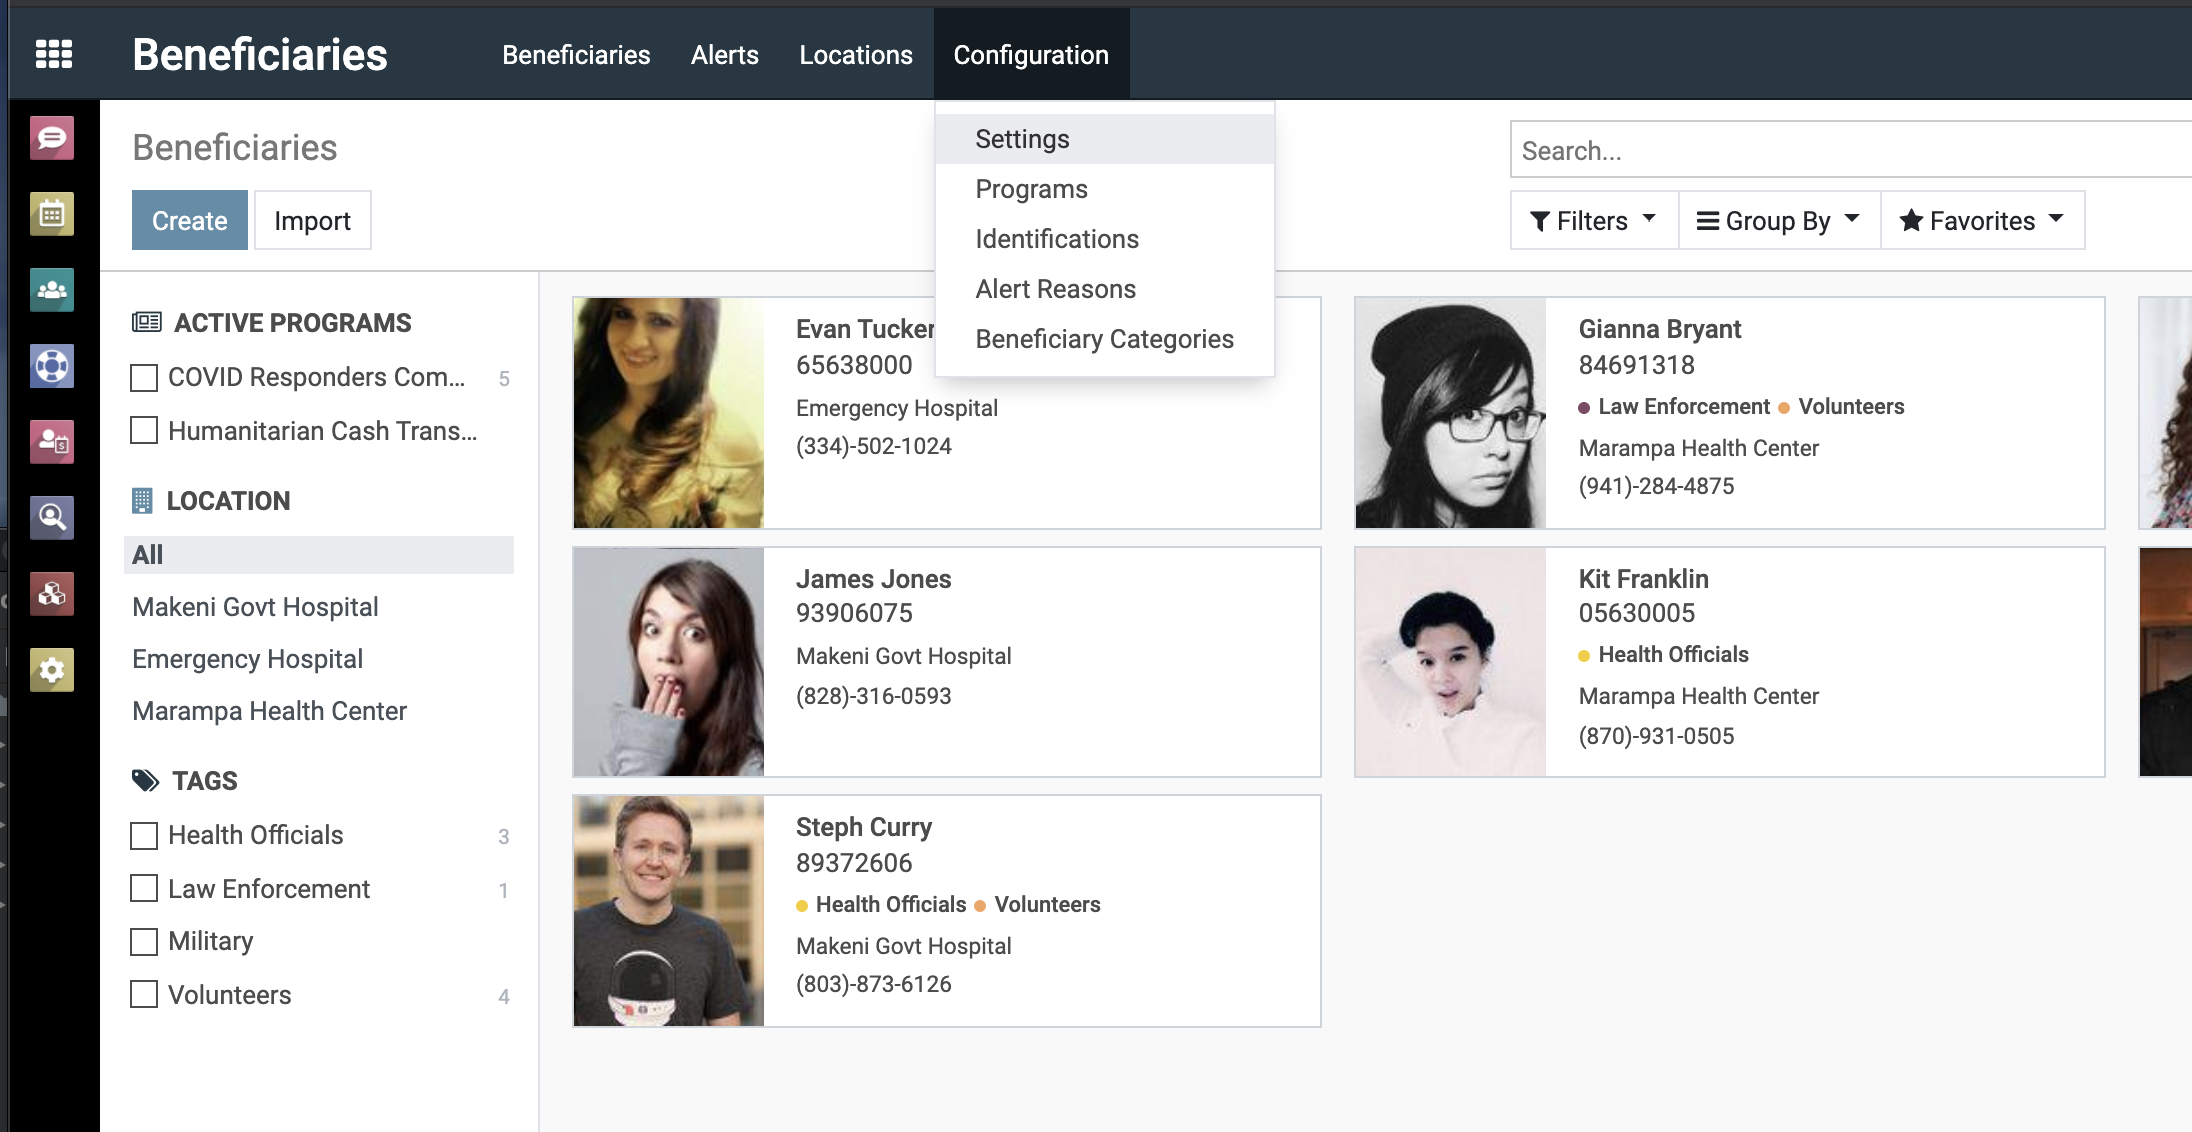 Beneficiaries
Beneficiaries
Alerts
Locations
Configuration
Beneficiaries
Create
Import
Settings
Programs
Identifications
Alert Reasons
Beneficiary Categories
Search...
Filters
Group By
Favorites
ACTIVE PROGRAMS
COVID Responders Com... 5
Humanitarian Cash Trans...
LOCATION
All
Makeni Govt Hospital
Emergency Hospital
Marampa Health Center
TAGS
Health Officials 3
Law Enforcement 1
Military
Volunteers 4
Evan Tucker
65638000
Emergency Hospital
(334)-502-1024
Gianna Bryant
84691318
Law Enforcement Volunteers
Marampa Health Center
(941)-284-4875
James Jones
93906075
Makeni Govt Hospital
(828)-316-0593
Kit Franklin
05630005
Health Officials
Marampa Health Center
(870)-931-0505
Steph Curry
89372606
Health Officials Volunteers
Makeni Govt Hospital
(803)-873-6126